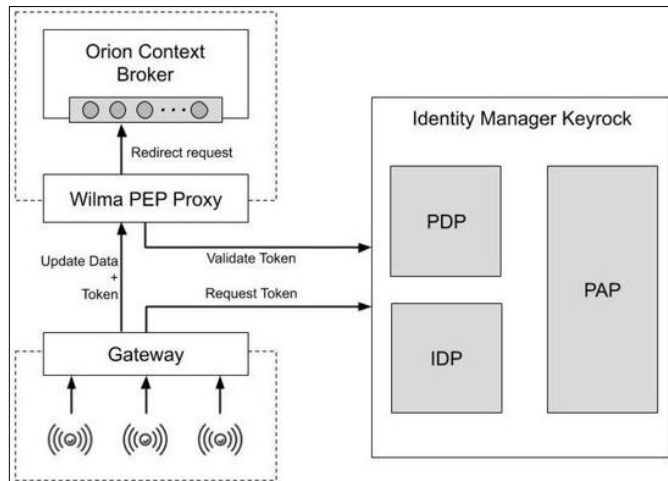 Orion Context
Broker
Redirect request
Wilma PEP Proxy
Update Data
+
Token
Validate Token
Request Token
Gateway
Identity Manager Keyrock
PDP
IDP
PAP